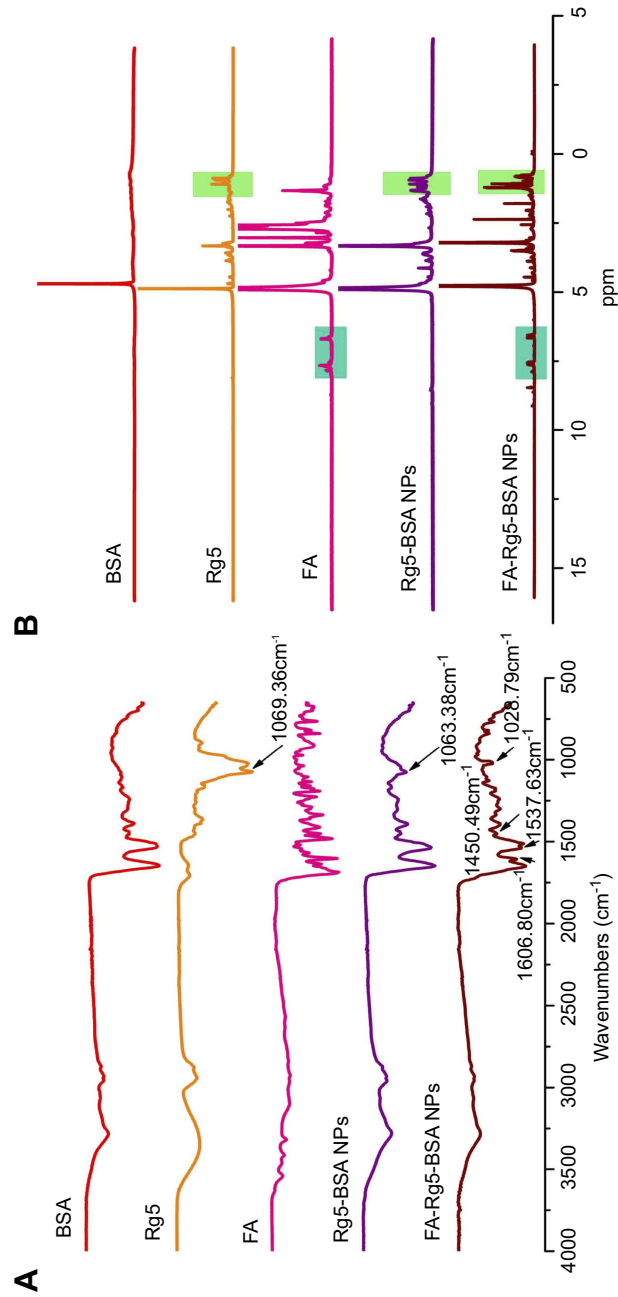 A
BSA
Rg5
1069.36cm-1
FA
Rg5-BSA NPs
1063.38cm-1
FA-Rg5-BSA NPs
1450.49cm-1
1606.80cm-1
1537.63cm-1
1028.79cm-1
4000 3500 3000 2500 2000 1500 1000 500
Wavenumbers (cm-1)
B
BSA
Rg5
FA
Rg5-BSA NPs
FA-Rg5-BSA NPs
15 10 5 0 5
ppm